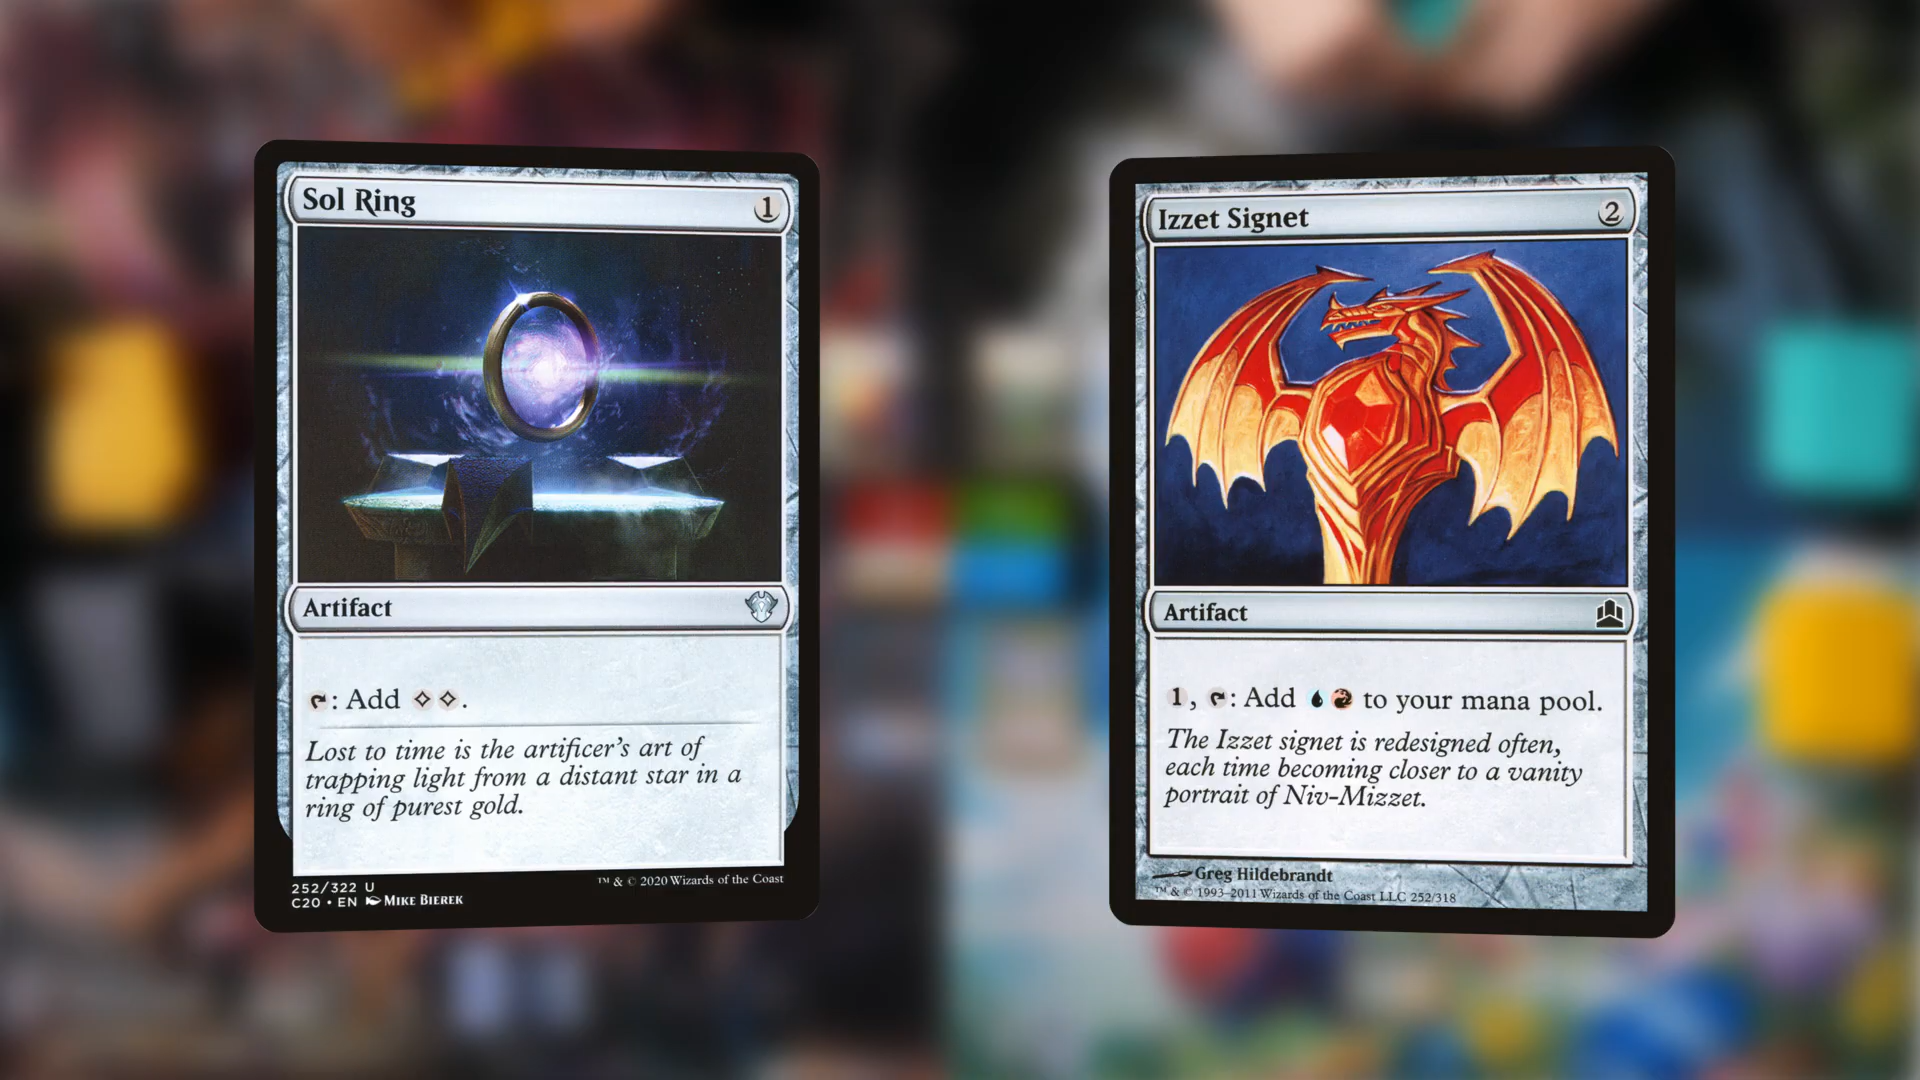 Sol Ring
1
Artifact
: Add .
Lost to time is the artificer's art of
trapping light from a distant star in a
ring of purest gold.
252/322 U
C20 • EN Mike Bierek
™ & © 2020 Wizards of the Coast
Izzet Signet
2
Artifact
1, : Add to your mana pool.
The Izzet signet is redesigned often,
each time becoming closer to a vanity
portrait of Niv-Mizzet.
Greg Hildebrandt
™ & © 1993–2011 Wizards of the Coast LLC 252/318